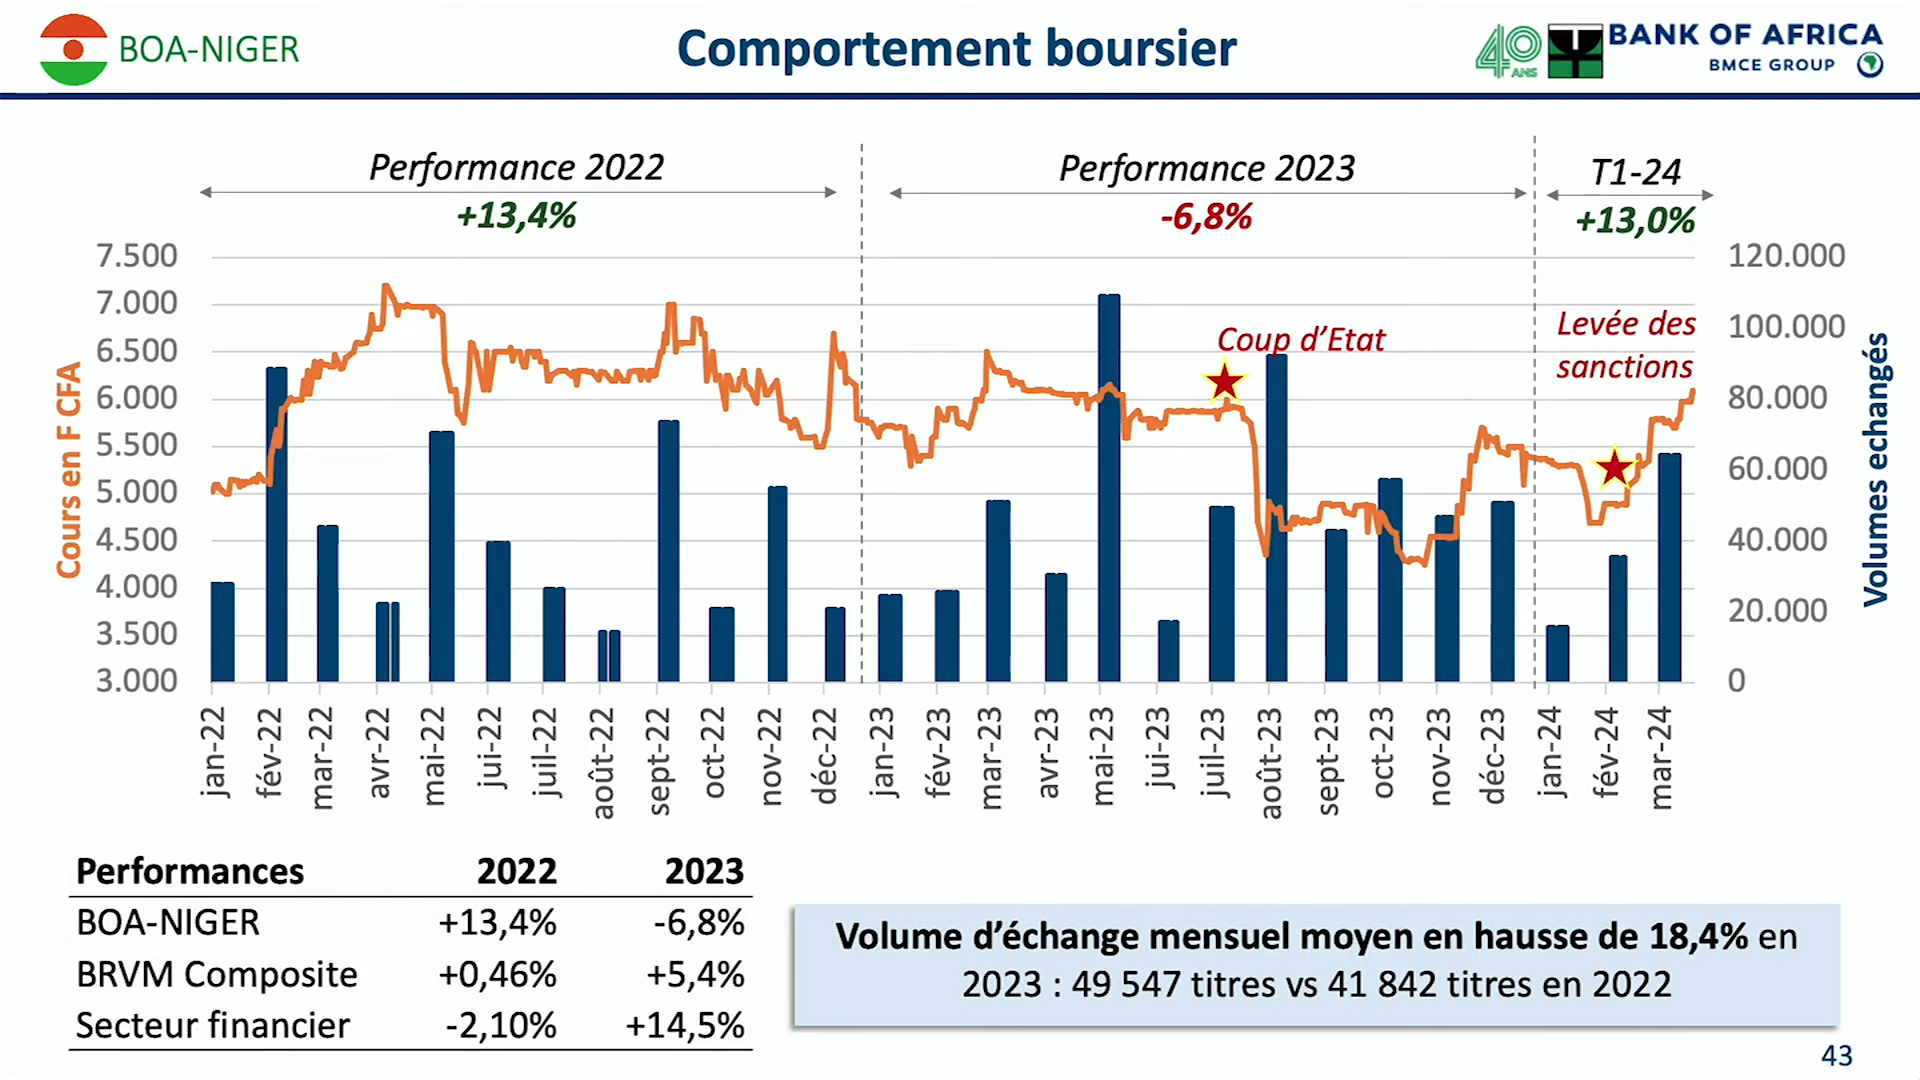 BOA-NIGER
Comportement boursier
40 ANS
BANK OF AFRICA
BMCE GROUP
Performance 2022
+13,4%
Performance 2023
-6,8%
T1-24
+13,0%
7.500
7.000
6.500
6.000
5.500
5.000
4.500
4.000
3.500
3.000
Cours en F CFA
120.000
100.000
80.000
60.000
40.000
20.000
0
Volumes echangés
Coup d’Etat
Levée des
sanctions
jan-22
fév-22
mar-22
avr-22
mai-22
jui-22
juil-22
août-22
sept-22
oct-22
nov-22
déc-22
jan-23
fév-23
mar-23
avr-23
mai-23
jui-23
juil-23
août-23
sept-23
oct-23
nov-23
déc-23
jan-24
fév-24
mar-24
Performances 2022 2023
BOA-NIGER +13,4% -6,8%
BRVM Composite +0,46% +5,4%
Secteur financier -2,10% +14,5%
Volume d’échange mensuel moyen en hausse de 18,4% en
2023 : 49 547 titres vs 41 842 titres en 2022
43